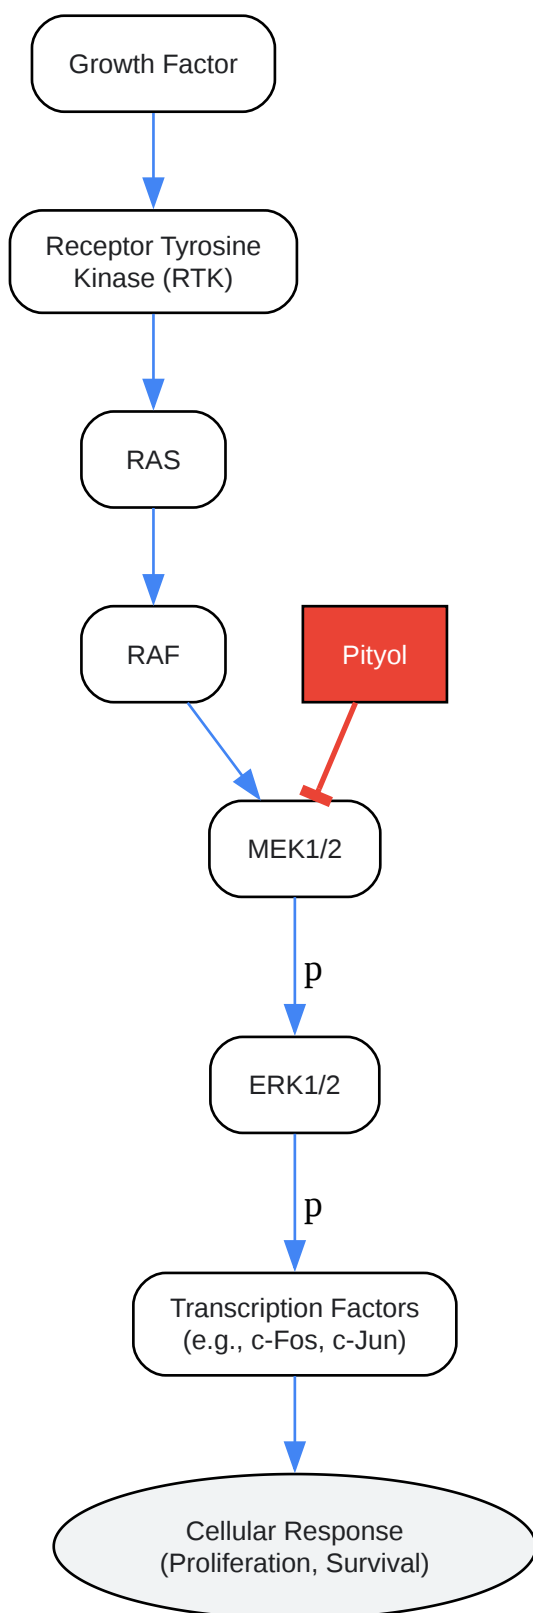 Growth Factor
Receptor Tyrosine
Kinase (RTK)
RAS
RAF
Pityol
MEK1/2
p
ERK1/2
p
Transcription Factors
(e.g., c-Fos, c-Jun)
Cellular Response
(Proliferation, Survival)